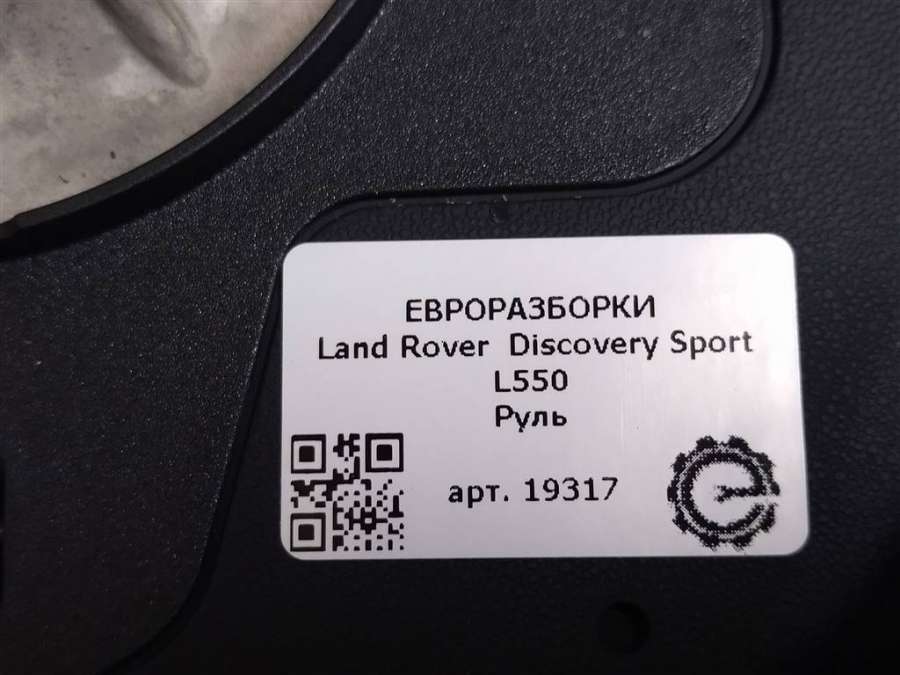 ЕВРОРАЗБОРКИ
Land Rover Discovery Sport
L550
Руль
арт. 19317